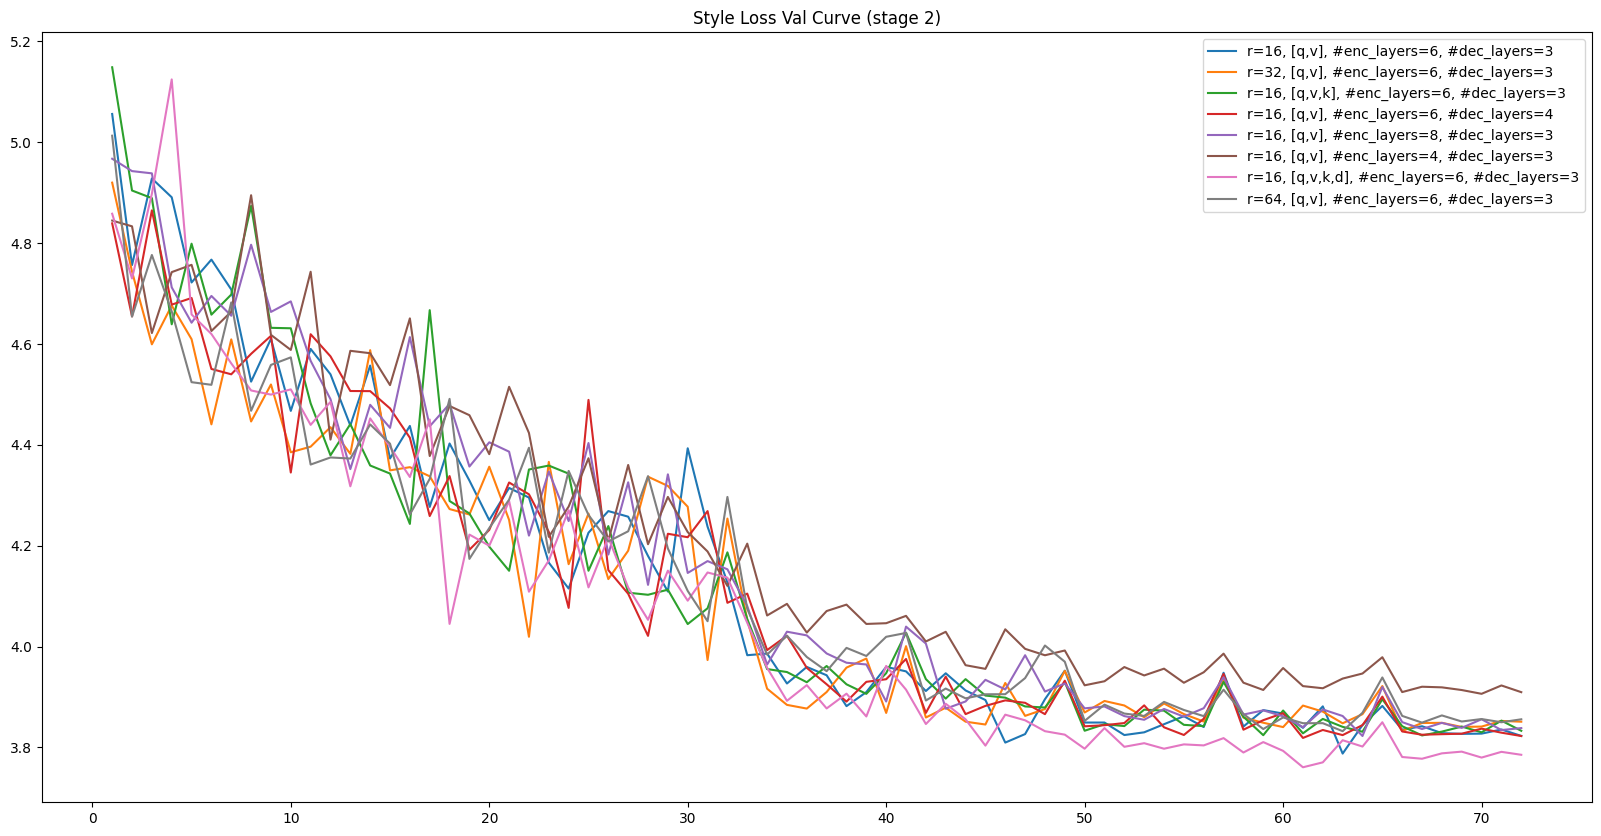 Style Loss Val Curve (stage 2)
r=16, [q,v], #enc_layers=6, #dec_layers=3
r=32, [q,v], #enc_layers=6, #dec_layers=3
r=16, [q,v,k], #enc_layers=6, #dec_layers=3
r=16, [q,v], #enc_layers=6, #dec_layers=4
r=16, [q,v], #enc_layers=8, #dec_layers=3
r=16, [q,v], #enc_layers=4, #dec_layers=3
r=16, [q,v,k,d], #enc_layers=6, #dec_layers=3
r=64, [q,v], #enc_layers=6, #dec_layers=3
5.2
5.0
4.8
4.6
4.4
4.2
4.0
3.8
0 10 20 30 40 50 60 70